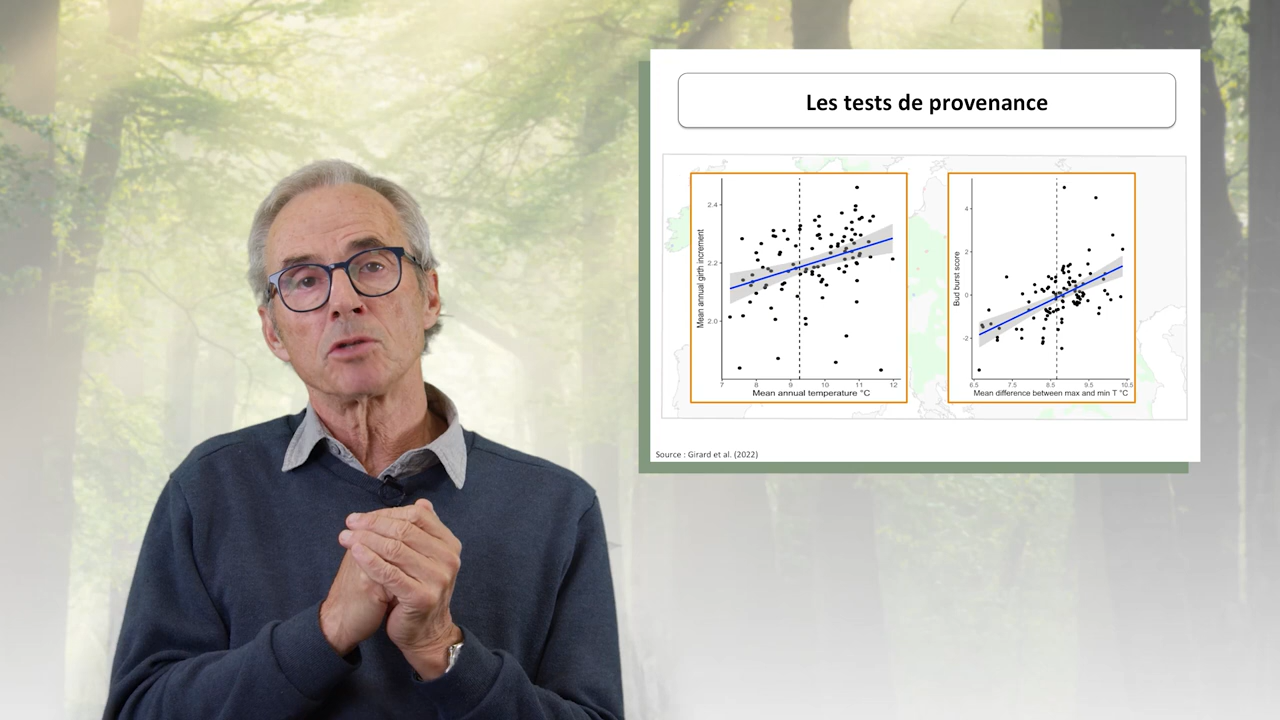 Les tests de provenance
2.4
2.2
2.0
Mean annual girth increment
7 8 9 10 11 12
Mean annual temperature °C
4
2
0
-2
Bud burst score
6.5 7.5 8.5 9.5 10.5
Mean difference between max and min T °C
Source : Girard et al. (2022)